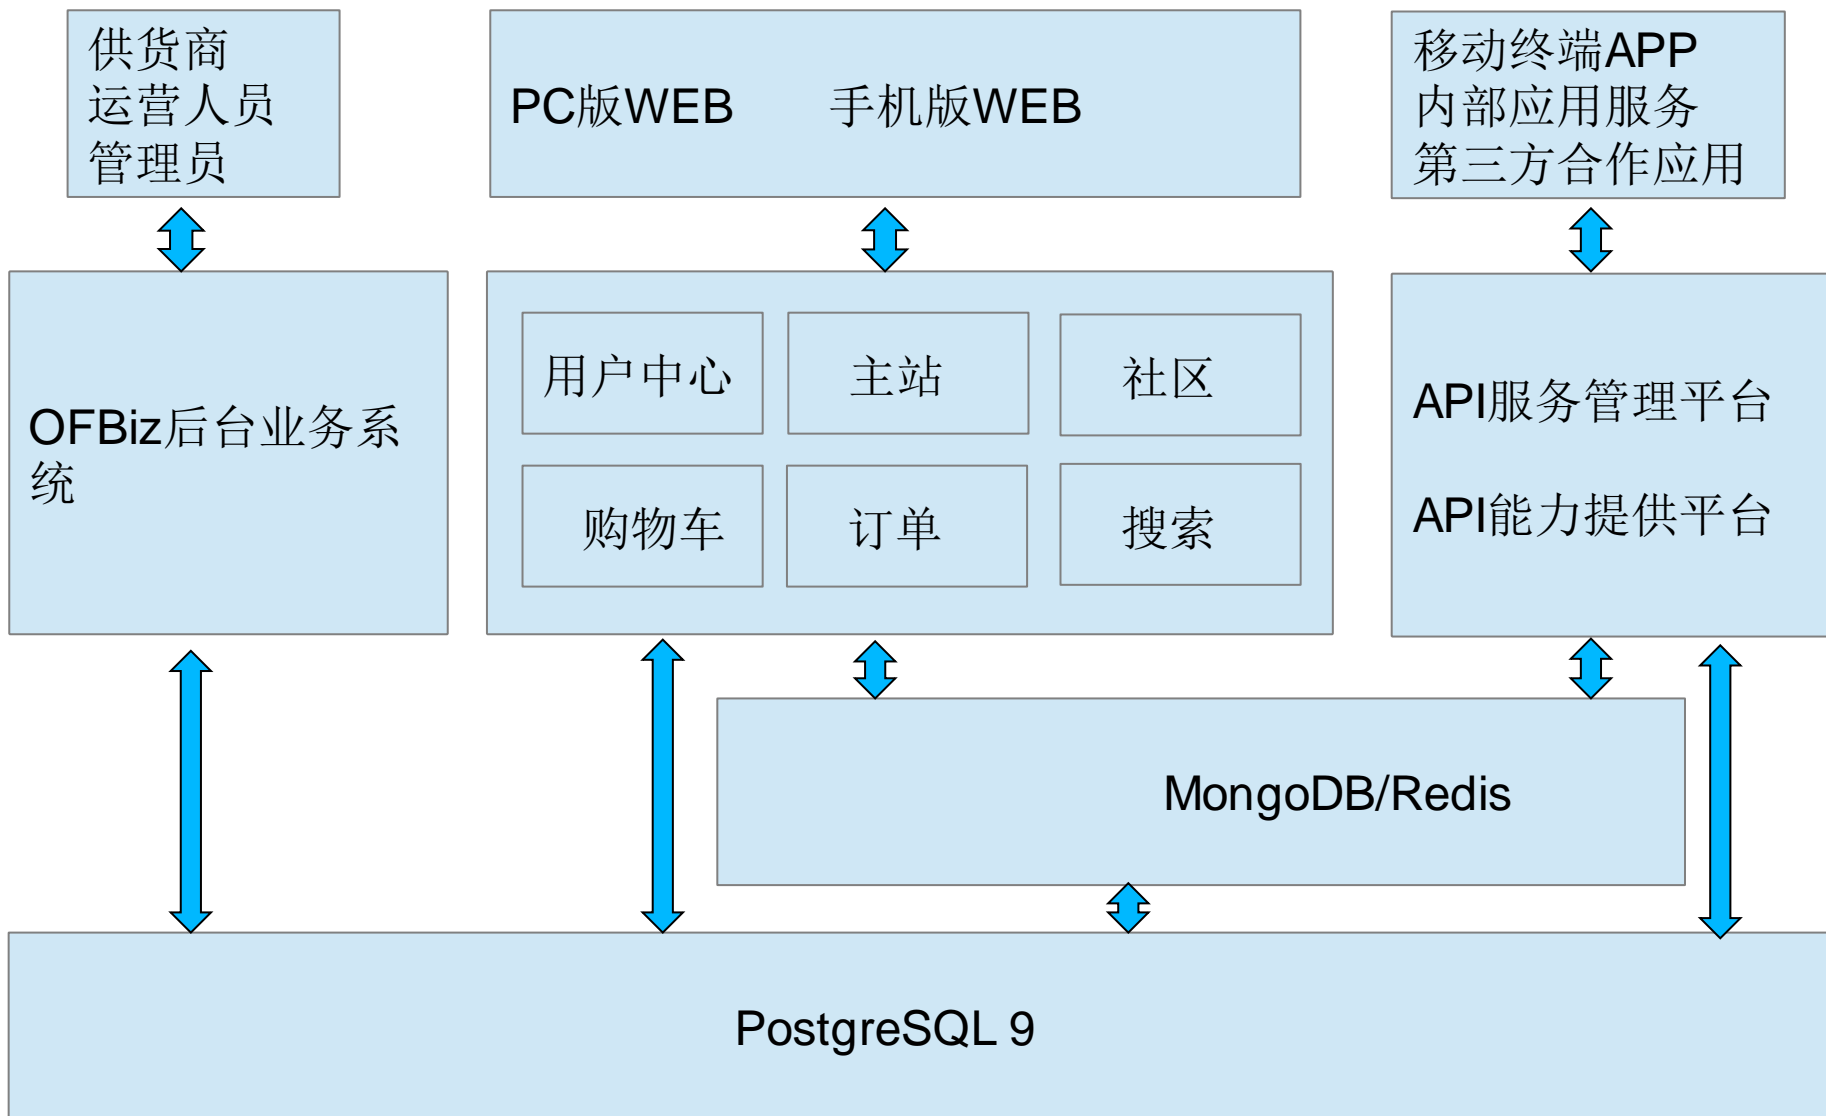 供货商
运营人员
管理员
PC版WEB 手机版WEB
移动终端APP
内部应用服务
第三方合作应用
OFBiz后台业务系
统
用户中心
主站
社区
购物车
订单
搜索
API服务管理平台
API能力提供平台
MongoDB/Redis
PostgreSQL 9